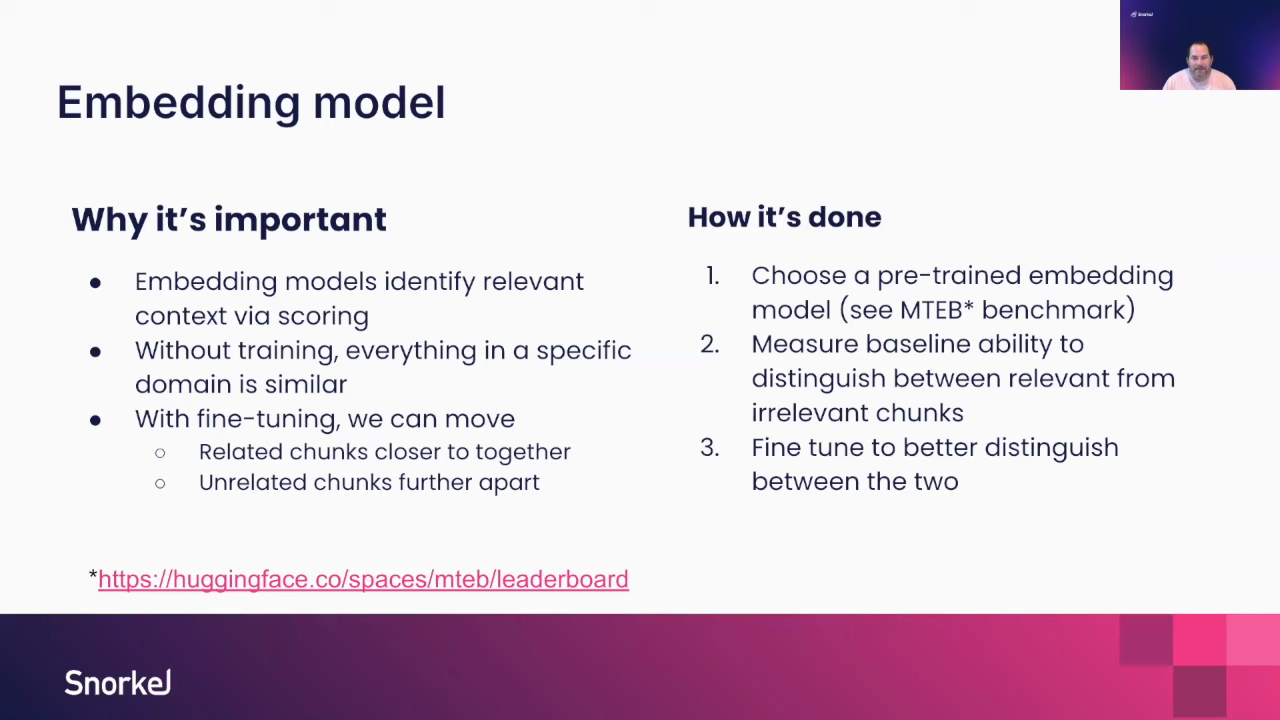 Snorkel
Embedding model
Why it's important
● Embedding models identify relevant
context via scoring
● Without training, everything in a specific
domain is similar
● With fine-tuning, we can move
○ Related chunks closer to together
○ Unrelated chunks further apart
How it's done
1. Choose a pre-trained embedding
model (see MTEB* benchmark)
2. Measure baseline ability to
distinguish between relevant from
irrelevant chunks
3. Fine tune to better distinguish
between the two
*https://huggingface.co/spaces/mteb/leaderboard
Snorkel